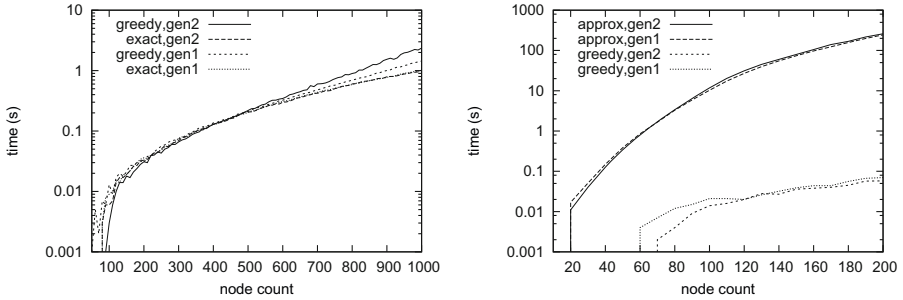 10
1
0.1
0.01
0.001
time (s)
greedy,gen2
exact,gen2
greedy,gen1
exact,gen1
100 200 300 400 500 600 700 800 900 1000
node count
1000
100
10
1
0.1
0.01
0.001
time (s)
approx,gen2
approx,gen1
greedy,gen2
greedy,gen1
20 40 60 80 100 120 140 160 180 200
node count